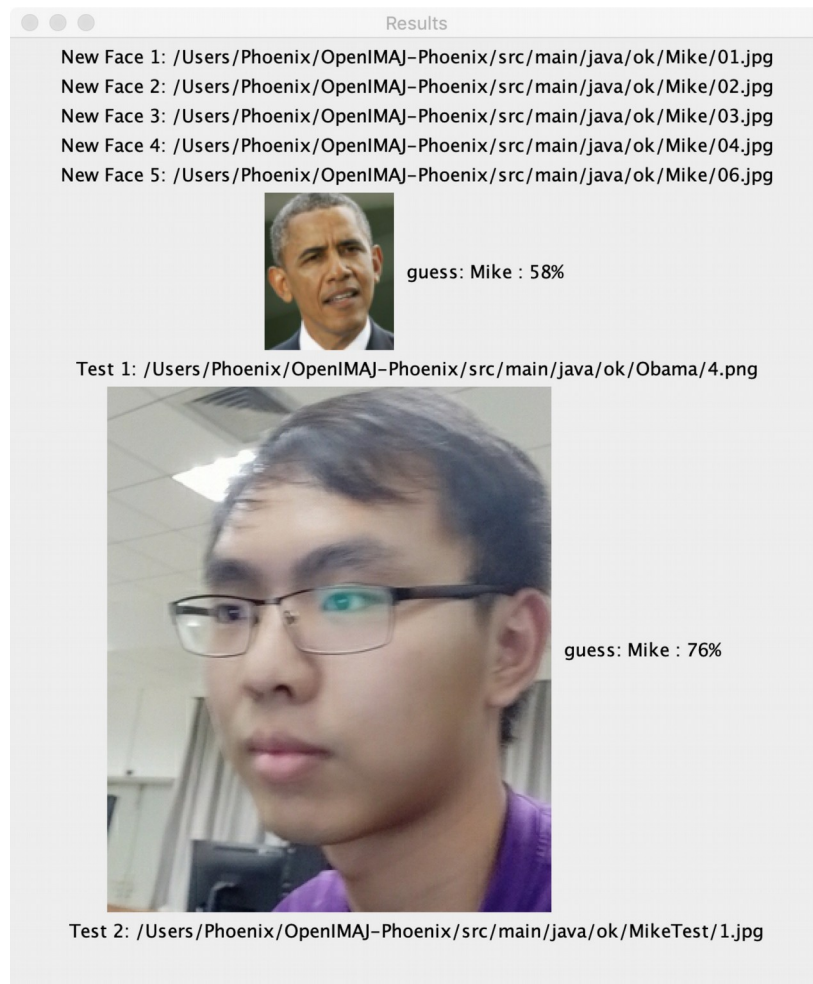 Results
New Face 1: /Users/Phoenix/OpenIMAJ-Phoenix/src/main/java/ok/Mike/01.jpg
New Face 2: /Users/Phoenix/OpenIMAJ-Phoenix/src/main/java/ok/Mike/02.jpg
New Face 3: /Users/Phoenix/OpenIMAJ-Phoenix/src/main/java/ok/Mike/03.jpg
New Face 4: /Users/Phoenix/OpenIMAJ-Phoenix/src/main/java/ok/Mike/04.jpg
New Face 5: /Users/Phoenix/OpenIMAJ-Phoenix/src/main/java/ok/Mike/06.jpg
guess: Mike : 58%
Test 1: /Users/Phoenix/OpenIMAJ-Phoenix/src/main/java/ok/Obama/4.png
guess: Mike : 76%
Test 2: /Users/Phoenix/OpenIMAJ-Phoenix/src/main/java/ok/MikeTest/1.jpg